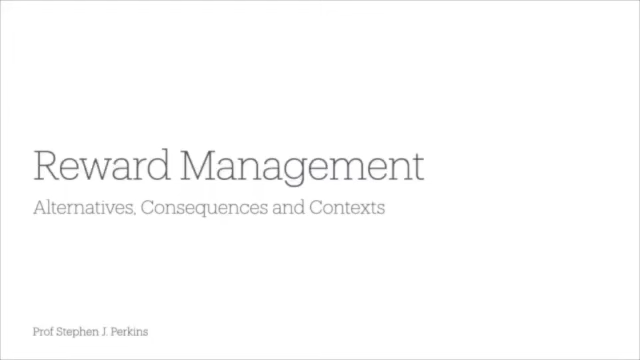 Reward Management
Alternatives, Consequences and Contexts
Prof Stephen J. Perkins